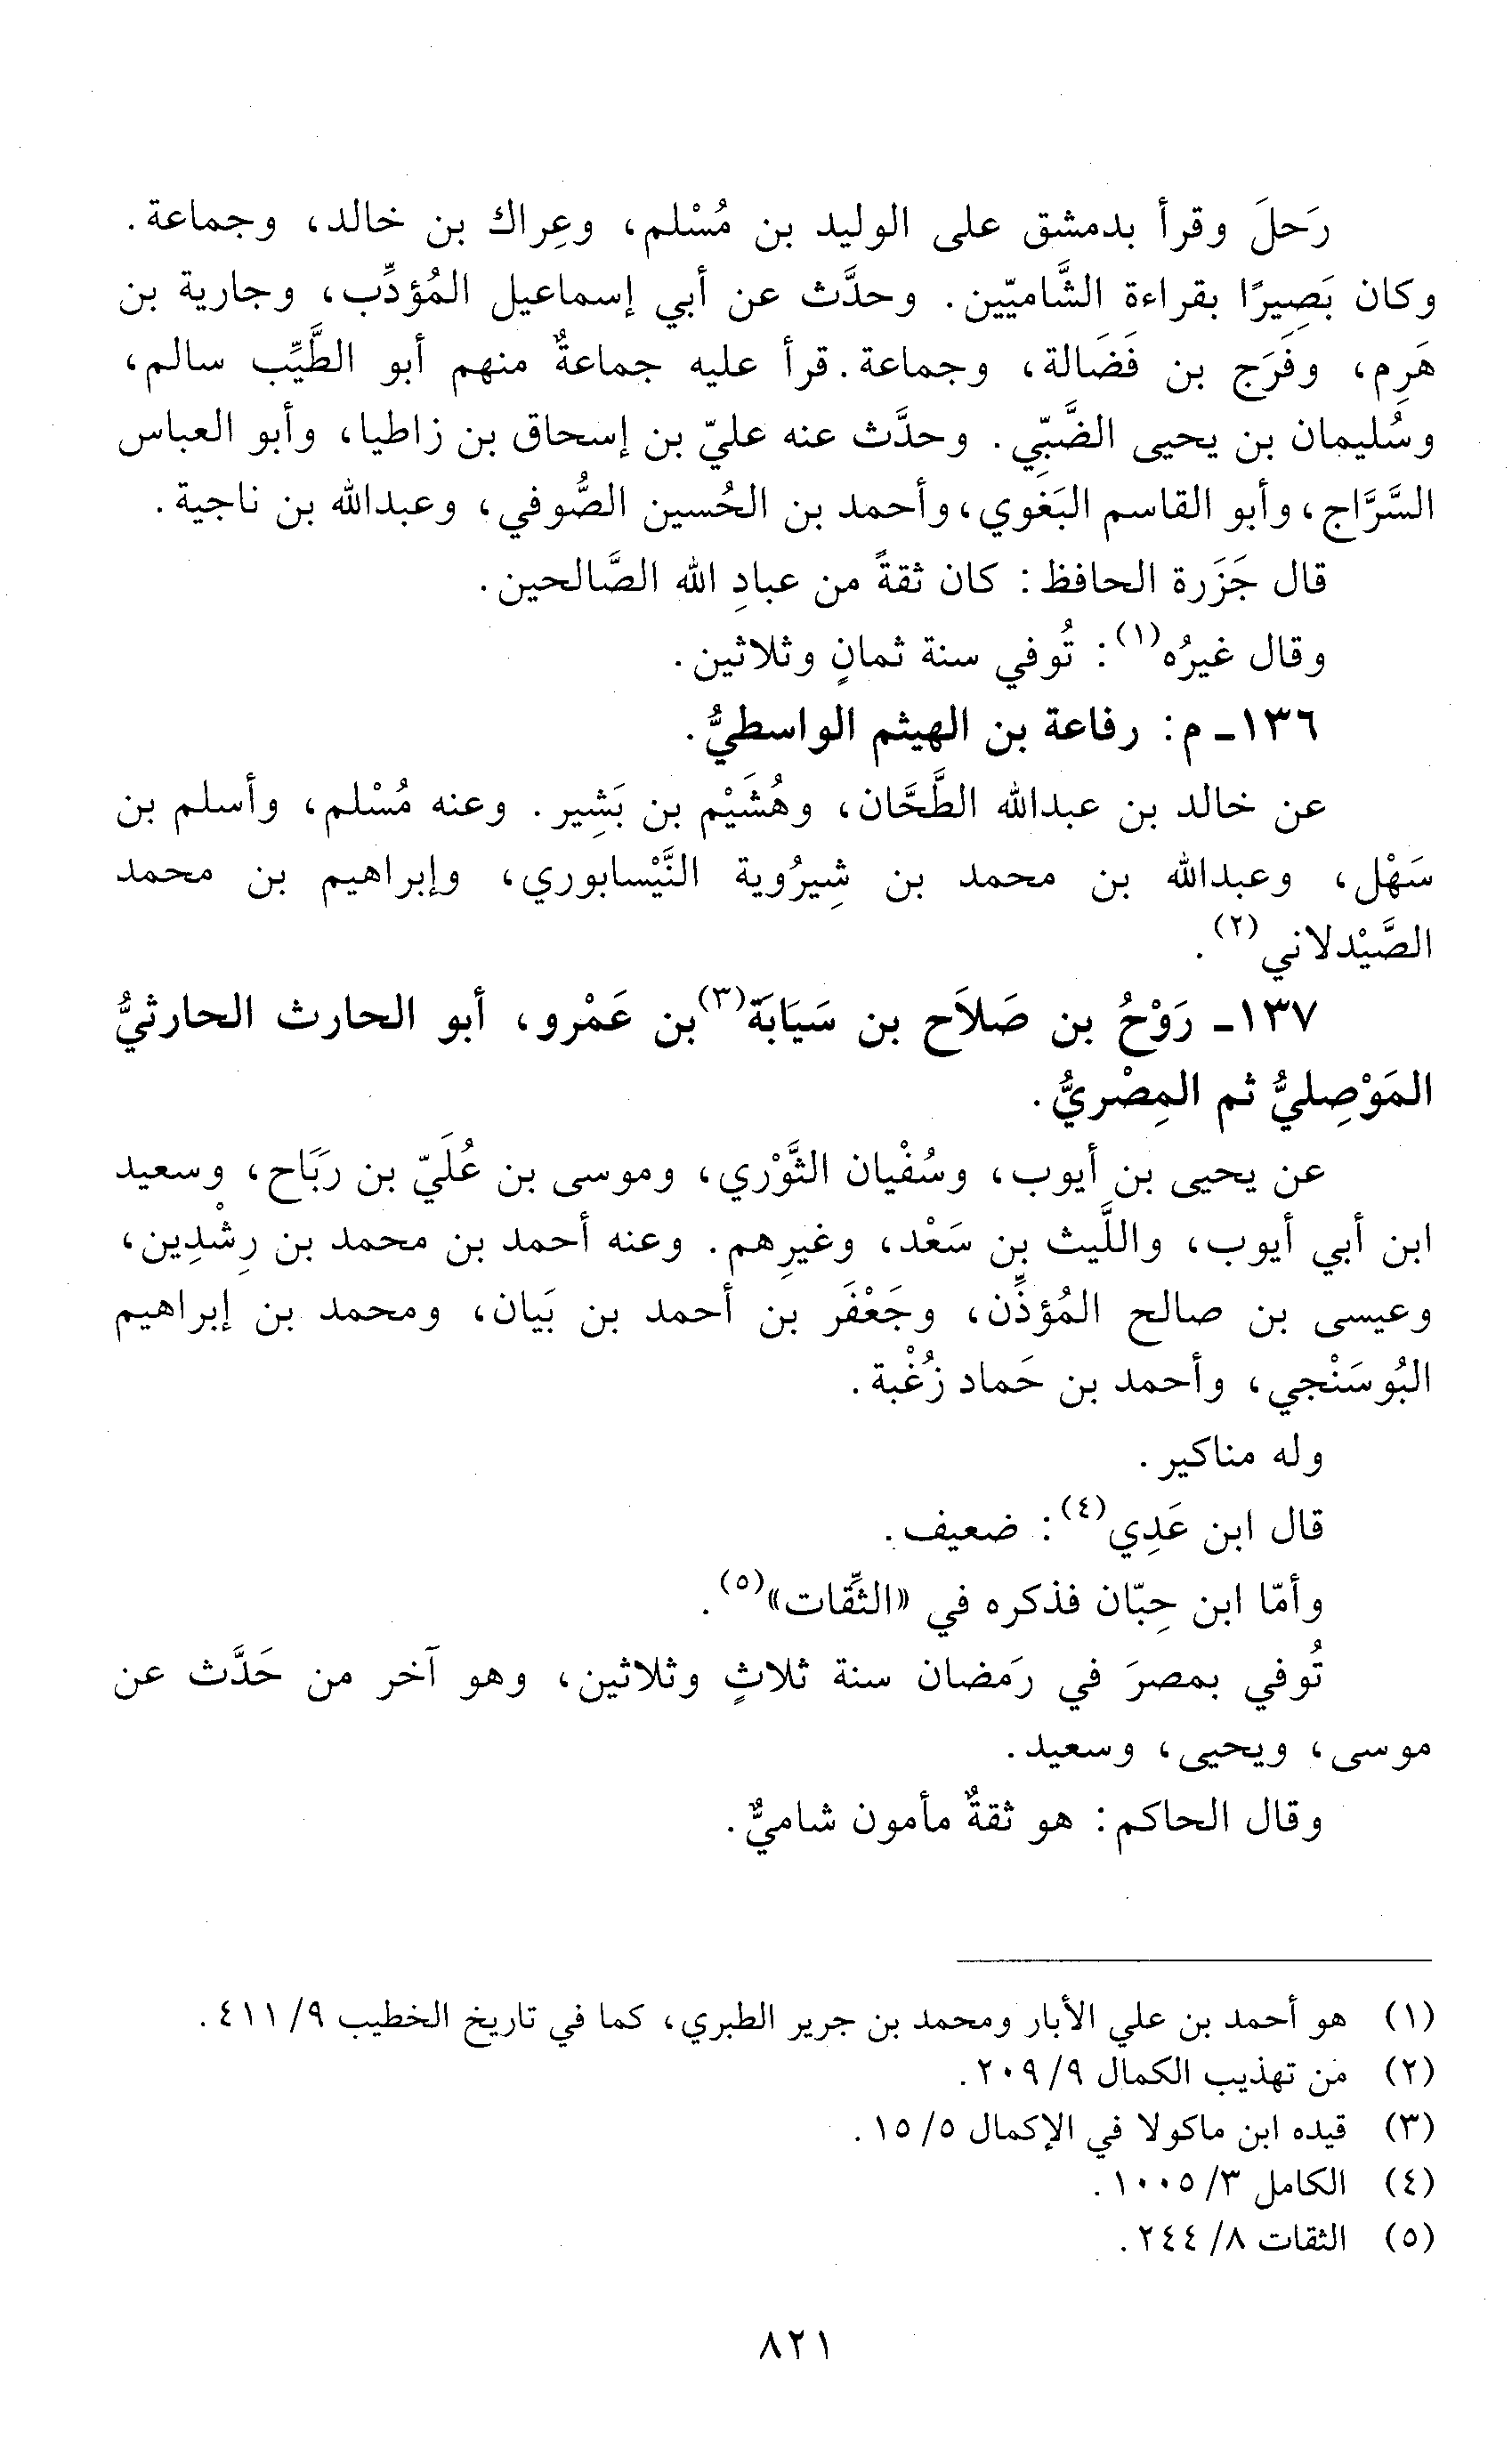 رَحلَ وقرأ بدمشق على الوليد بن مُسْلم، وعِراك بن خالد، وجماعة.
وكان بَصِيرًا بقراءة الشَّاميّين. وحدَّث عن أبي إسماعيل المُؤدِّب، وجارية بن
هَرِم، وفَرَج بن فَضَالة، وجماعة. قرأ عليه جماعةٌ منهم أبو الطَّيِّب سالم،
وسُليمان بن يحيى الضَّبِّي. وحدَّث عنه عليّ بن إسحاق بن زاطيا، وأبو العباس
السَّرَّاج، وأبو القاسم البَغَوي، وأحمد بن الحُسين الصُّوفي، وعبدالله بن ناجية.
قال جَزَرة الحافظ: كان ثقةً من عبادِ الله الصَّالحين.
وقال غيرُه(١): تُوفي سنة ثمانٍ وثلاثين.
١٣٦ـ م: رفاعة بن الهيثم الواسطيُّ.
عن خالد بن عبدالله الطَّحَّان، وهُشَيْم بن بَشِير. وعنه مُسْلم، وأسلم بن
سَهْل، وعبدالله بن محمد بن شِيرُوية النَّيْسابوري، وإبراهيم بن محمد
الصَّيْدلاني(٢).
١٣٧ـ رَوْحُ بن صَلاَح بن سَيَابَة(٣) بن عَمْرو، أبو الحارث الحارثيُّ
المَوْصِليُّ ثم المِصْريُّ.
عن يحيى بن أيوب، وسُفْيان الثَّوْري، وموسى بن عُلَيّ بن رَبَاح، وسعيد
ابن أبي أيوب، واللَّيث بن سَعْد، وغيرِهم. وعنه أحمد بن محمد بن رِشْدِين،
وعيسى بن صالح المُؤذِّن، وجَعْفَر بن أحمد بن بَيان، ومحمد بن إبراهيم
البُوسَنْجي، وأحمد بن حَماد زُغْبة.
وله مناكير.
قال ابن عَدِي(٤): ضعيف.
وأمّا ابن حِبّان فذكره في «الثِّقات»(٥).
تُوفي بمصرَ في رَمضان سنة ثلاثٍ وثلاثين، وهو آخر من حَدَّث عن
موسى، ويحيى، وسعيد.
وقال الحاكم: هو ثقةٌ مأمون شاميٌّ.
(١) هو أحمد بن علي الأبار ومحمد بن جرير الطبري، كما في تاريخ الخطيب ٩/ ٤١١.
(٢) من تهذيب الكمال ٩/ ٢٠٩.
(٣) قيده ابن ماكولا في الإكمال ٥/ ١٥.
(٤) الكامل ٣/ ١٠٠٥.
(٥) الثقات ٨/ ٢٤٤.
٨٢١